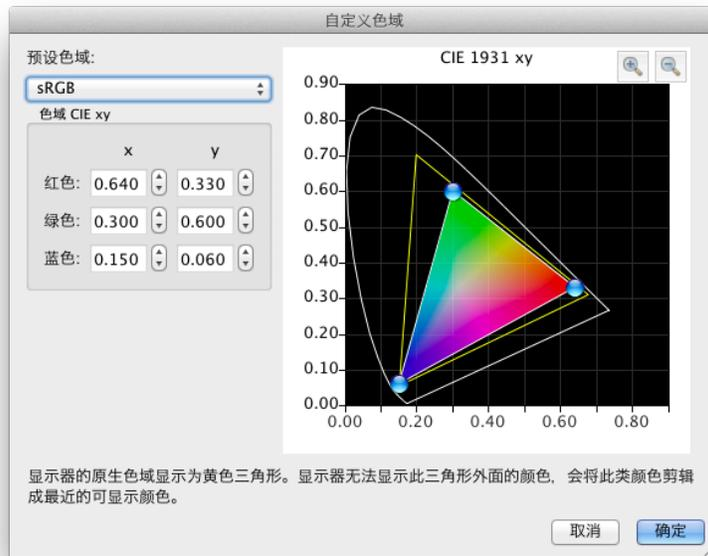 自定义色域
预设色域:
sRGB
色域 CIE xy
x y
红色: 0.640 0.330
绿色: 0.300 0.600
蓝色: 0.150 0.060
CIE 1931 xy
0.90
0.80
0.70
0.60
0.50
0.40
0.30
0.20
0.10
0.00
0.00 0.20 0.40 0.60 0.80
显示器的原生色域显示为黄色三角形。显示器无法显示此三角形外面的颜色，会将此类颜色剪辑
成最近的可显示颜色。
取消 确定